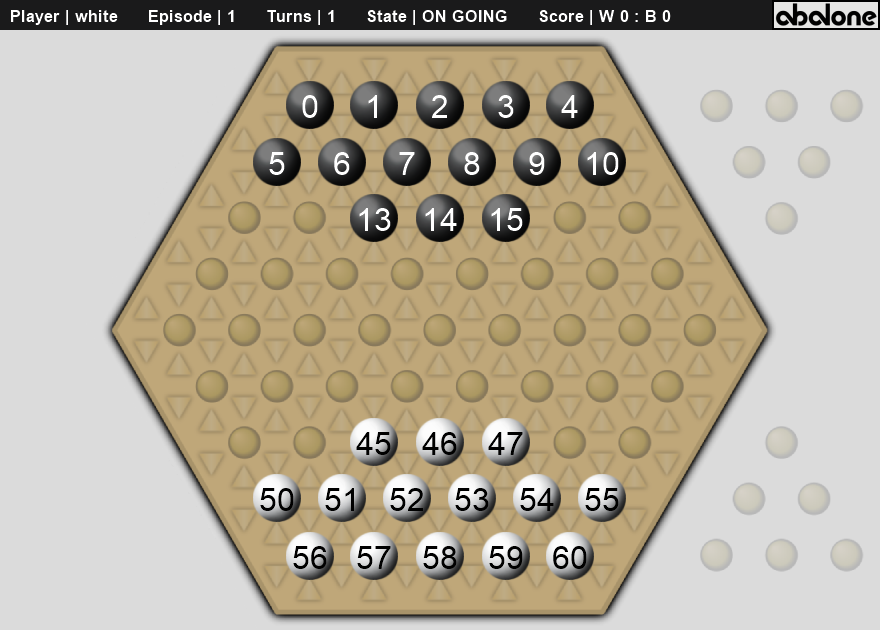 Player | white Episode | 1 Turns | 1 State | ON GOING Score | W 0 : B 0 abalone
0 1 2 3 4
5 6 7 8 9 10
13 14 15
45 46 47
50 51 52 53 54 55
56 57 58 59 60